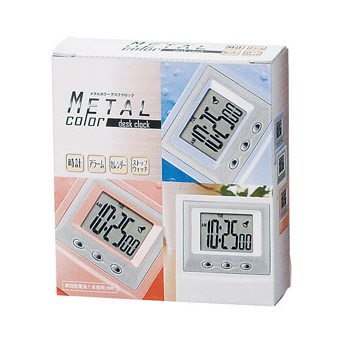 メタルカラーデスククロック
METAL
color
desk clock
時計
アラーム
カレンダー
ストップ
ウォッチ
10:25 00
10:25 00
10:25 00